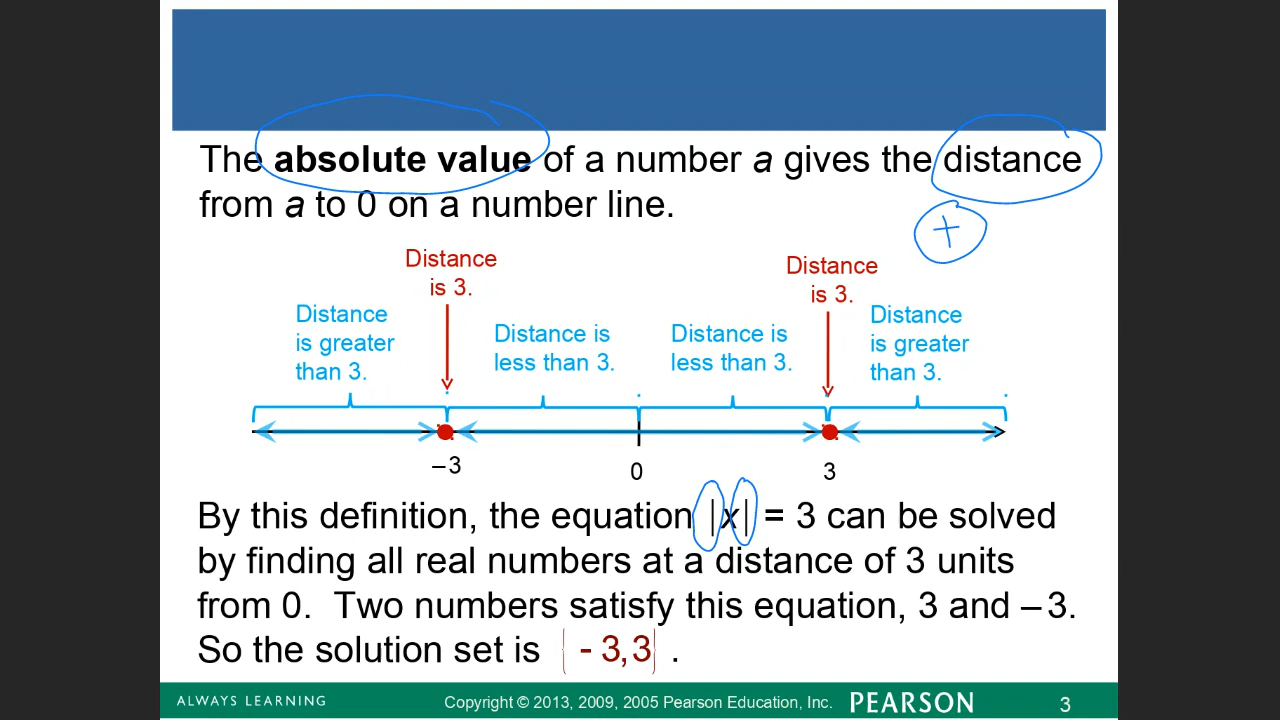 The absolute value of a number a gives the distance
from a to 0 on a number line.
+
Distance
is 3.
Distance
is 3.
Distance
is greater
than 3.
Distance is
less than 3.
Distance is
less than 3.
Distance
is greater
than 3.
–3
0
3
By this definition, the equation |x| = 3 can be solved
by finding all real numbers at a distance of 3 units
from 0. Two numbers satisfy this equation, 3 and –3.
So the solution set is {-3,3}.
ALWAYS LEARNING
Copyright © 2013, 2009, 2005 Pearson Education, Inc.
PEARSON
3